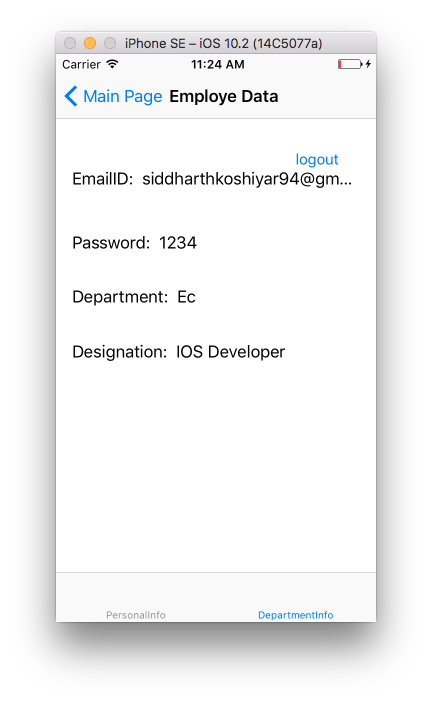 iPhone SE – iOS 10.2 (14C5077a)
Carrier 11:24 AM
Main Page Employe Data
logout
EmailID: siddharthkoshiyar94@gm...
Password: 1234
Department: Ec
Designation: IOS Developer
PersonalInfo DepartmentInfo